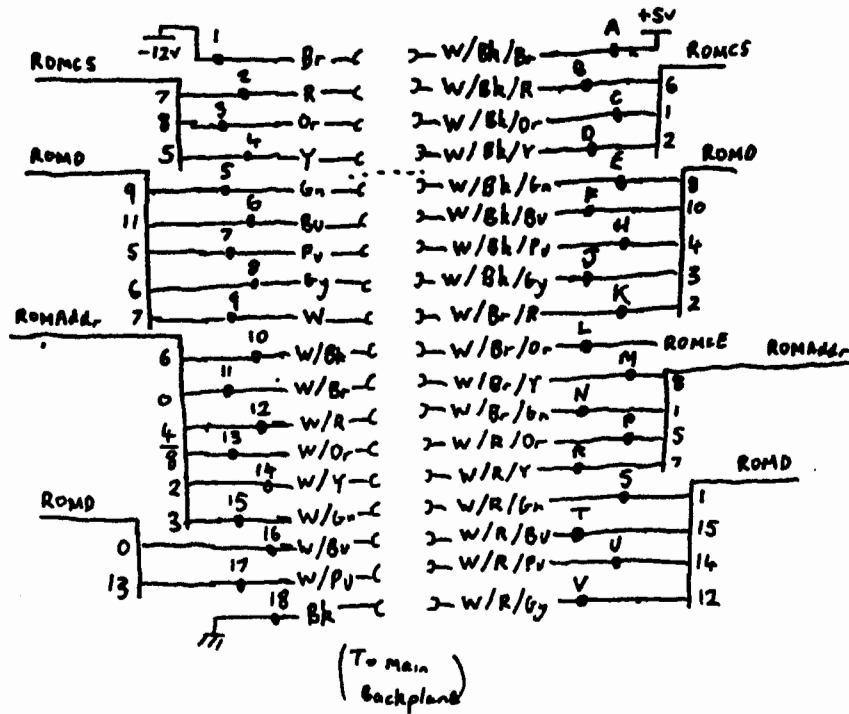 1 A +5v
-12v Br W/Bk/Br
ROMCS ROMCS
7 2 R W/Bk/R B 6
8 3 Or W/Bk/Or C 1
5 4 Y W/Bk/Y D 2
ROMD ROMD
9 5 Gn W/Bk/Gn E 8
11 6 Bu W/Bk/Bu F 10
5 7 Pu W/Bk/Pu H 4
6 8 Gy W/Bk/Gy J 3
7 9 W W/Br/R K 2
ROMAddr
6 10 W/Bk W/Br/Or L ROMCE
ROMAddr
0 11 W/Br W/Br/Y M 8
4 12 W/R W/Br/Gn N 1
8 13 W/Or W/R/Or P 5
2 14 W/Y W/R/Y R 7
ROMD ROMD
3 15 W/Gn W/R/Gn S 1
0 16 W/Bu W/R/Bu T 15
13 17 W/Pu W/R/Pu U 14
18 Bk W/R/Gy V 12
(To Main
Backplane)